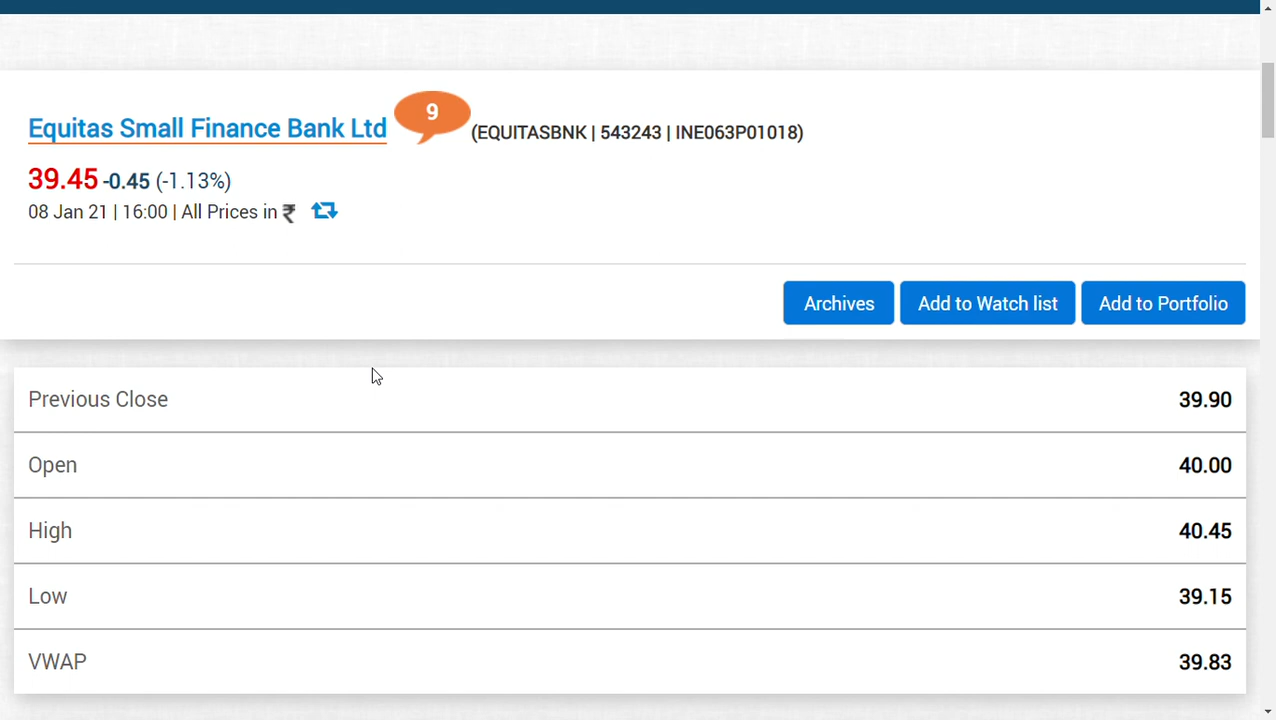 Equitas Small Finance Bank Ltd 9 (EQUITASBNK | 543243 | INE063P01018)
39.45 -0.45 (-1.13%)
08 Jan 21 | 16:00 | All Prices in ₹
Archives Add to Watch list Add to Portfolio
Previous Close 39.90
Open 40.00
High 40.45
Low 39.15
VWAP 39.83